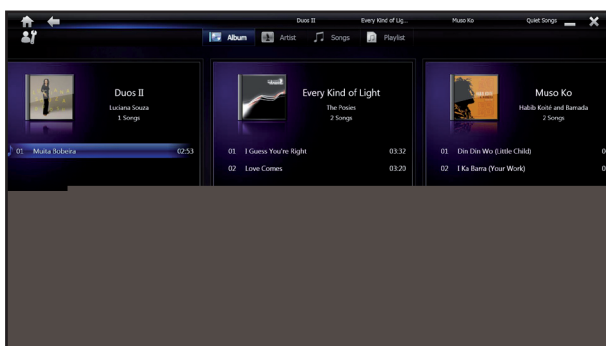 Duos II Every Kind of Lig... Muso Ko Quiet Songs
Album Artist Songs Playlist
Duos II
Luciana Souza
1 Songs
01 Muita Bobeira 02:53
Every Kind of Light
The Posies
2 Songs
01 I Guess You're Right 03:32
02 Love Comes 03:20
Muso Ko
Habib Koité and Bamada
2 Songs
01 Din Din Wo (Little Child) 0
02 I Ka Barra (Your Work) 0